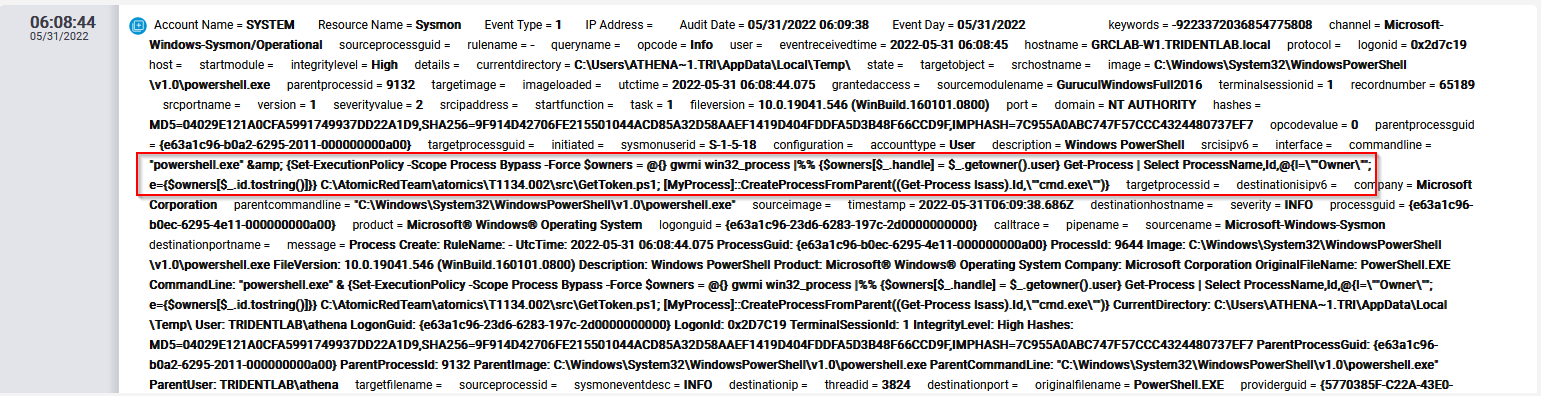 06:08:44
05/31/2022
Account Name = SYSTEM Resource Name = Sysmon Event Type = 1 IP Address = Audit Date = 05/31/2022 06:09:38 Event Day = 05/31/2022 keywords = -9223372036854775808 channel = Microsoft-
Windows-Sysmon/Operational sourceprocessguid = rulename = - queryname = opcode = Info user = eventreceivedtime = 2022-05-31 06:08:45 hostname = GRCLAB-W1.TRIDENTLAB.local protocol = logonid = 0x2d7c19
host = startmodule = integritylevel = High details = currentdirectory = C:\Users\ATHENA~1.TRI\AppData\Local\Temp\ state = targetobject = srchostname = image = C:\Windows\System32\WindowsPowerShell
\v1.0\powershell.exe parentprocessid = 9132 targetimage = imageloaded = utctime = 2022-05-31 06:08:44.075 grantedaccess = sourcemodulename = GuruculWindowsFull2016 terminalsessionid = 1 recordnumber = 65189
srcportname = version = 1 severityvalue = 2 srcipaddress = startfunction = task = 1 fileversion = 10.0.19041.546 (WinBuild.160101.0800) port = domain = NT AUTHORITY hashes =
MD5=04029E121A0CFA5991749937DD22A1D9,SHA256=9F914D42706FE215501044ACD85A32D58AAEF1419D404FDDFA5D3B48F66CCD9F,IMPHASH=7C955A0ABC747F57CCC4324480737EF7 opcodevalue = 0 parentprocessguid
= {e63a1c96-b0a2-6295-2011-000000000a00} targetprocessguid = initiated = sysmonuserid = S-1-5-18 configuration = accounttype = User description = Windows PowerShell srcisipv6 = interface = commandline =
"powershell.exe" &amp; {Set-ExecutionPolicy -Scope Process Bypass -Force $owners = @{} gwmi win32_process |%% {$owners[$_.handle] = $_.getowner().user} Get-Process | Select ProcessName,Id,@{l=\""Owner\"";
e={$owners[$_.id.tostring()]}} C:\AtomicRedTeam\atomics\T1134.002\src\GetToken.ps1; [MyProcess]::CreateProcessFromParent((Get-Process lsass).Id,\""cmd.exe\"")} targetprocessid = destinationisipv6 = company = Microsoft
Corporation parentcommandline = "C:\Windows\System32\WindowsPowerShell\v1.0\powershell.exe" sourceimage = timestamp = 2022-05-31T06:09:38.686Z destinationhostname = severity = INFO processguid = {e63a1c96-
b0ec-6295-4e11-000000000a00} product = Microsoft® Windows® Operating System logonguid = {e63a1c96-23d6-6283-197c-2d0000000000} calltrace = pipename = sourcename = Microsoft-Windows-Sysmon
destinationportname = message = Process Create: RuleName: - UtcTime: 2022-05-31 06:08:44.075 ProcessGuid: {e63a1c96-b0ec-6295-4e11-000000000a00} ProcessId: 9644 Image: C:\Windows\System32\WindowsPowerShell
\v1.0\powershell.exe FileVersion: 10.0.19041.546 (WinBuild.160101.0800) Description: Windows PowerShell Product: Microsoft® Windows® Operating System Company: Microsoft Corporation OriginalFileName: PowerShell.EXE
CommandLine: "powershell.exe" & {Set-ExecutionPolicy -Scope Process Bypass -Force $owners = @{} gwmi win32_process |%% {$owners[$_.handle] = $_.getowner().user} Get-Process | Select ProcessName,Id,@{l=\""Owner\"";
e={$owners[$_.id.tostring()]}} C:\AtomicRedTeam\atomics\T1134.002\src\GetToken.ps1; [MyProcess]::CreateProcessFromParent((Get-Process lsass).Id,\""cmd.exe\"")} CurrentDirectory: C:\Users\ATHENA~1.TRI\AppData\Local
\Temp\ User: TRIDENTLAB\athena LogonGuid: {e63a1c96-23d6-6283-197c-2d0000000000} LogonId: 0x2D7C19 TerminalSessionId: 1 IntegrityLevel: High Hashes:
MD5=04029E121A0CFA5991749937DD22A1D9,SHA256=9F914D42706FE215501044ACD85A32D58AAEF1419D404FDDFA5D3B48F66CCD9F,IMPHASH=7C955A0ABC747F57CCC4324480737EF7 ParentProcessGuid: {e63a1c96-
b0a2-6295-2011-000000000a00} ParentProcessId: 9132 ParentImage: C:\Windows\System32\WindowsPowerShell\v1.0\powershell.exe ParentCommandLine: "C:\Windows\System32\WindowsPowerShell\v1.0\powershell.exe"
ParentUser: TRIDENTLAB\athena targetfilename = sourceprocessid = sysmoneventdesc = INFO destinationip = threadid = 3824 destinationport = originalfilename = PowerShell.EXE providerguid = {5770385F-C22A-43E0-